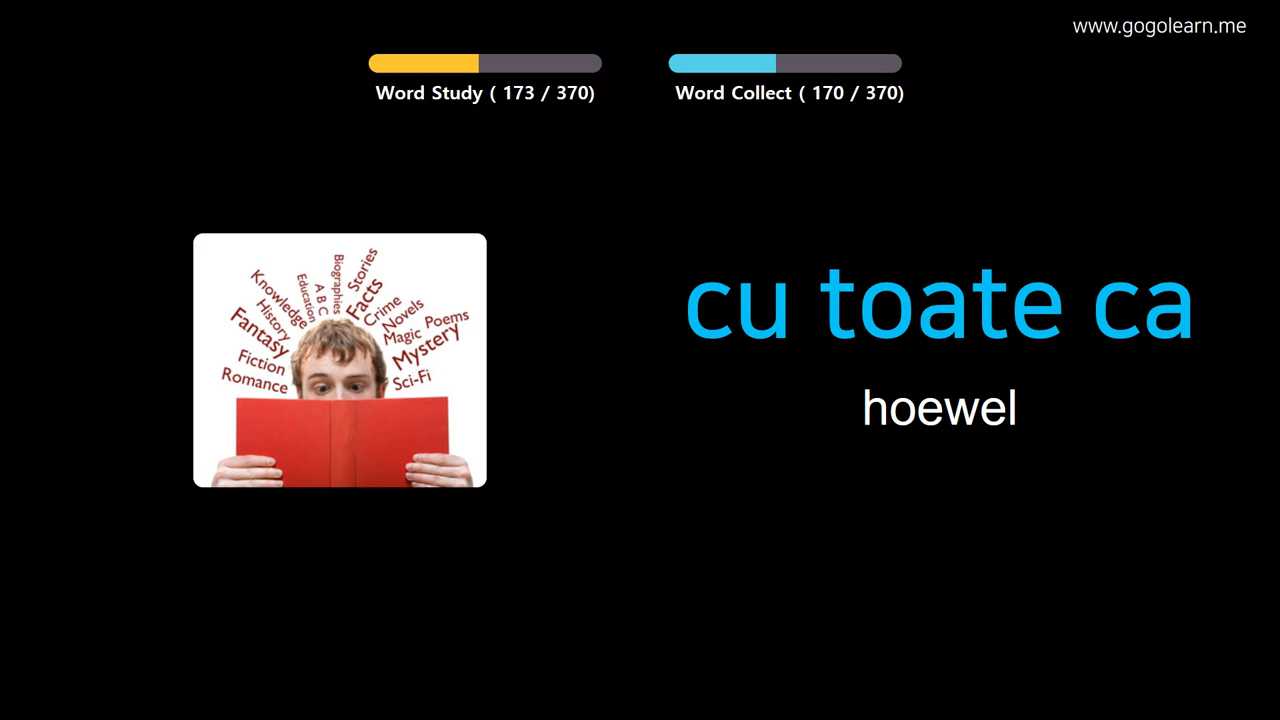 www.gogolearn.me
Word Study ( 173 / 370)
Word Collect ( 170 / 370)
cu toate ca
hoewel
Knowledge
History
Fantasy
Fiction
Romance
Education
A B C
Biographies
Stories
Facts
Crime
Novels
Magic
Poems
Mystery
Sci-Fi